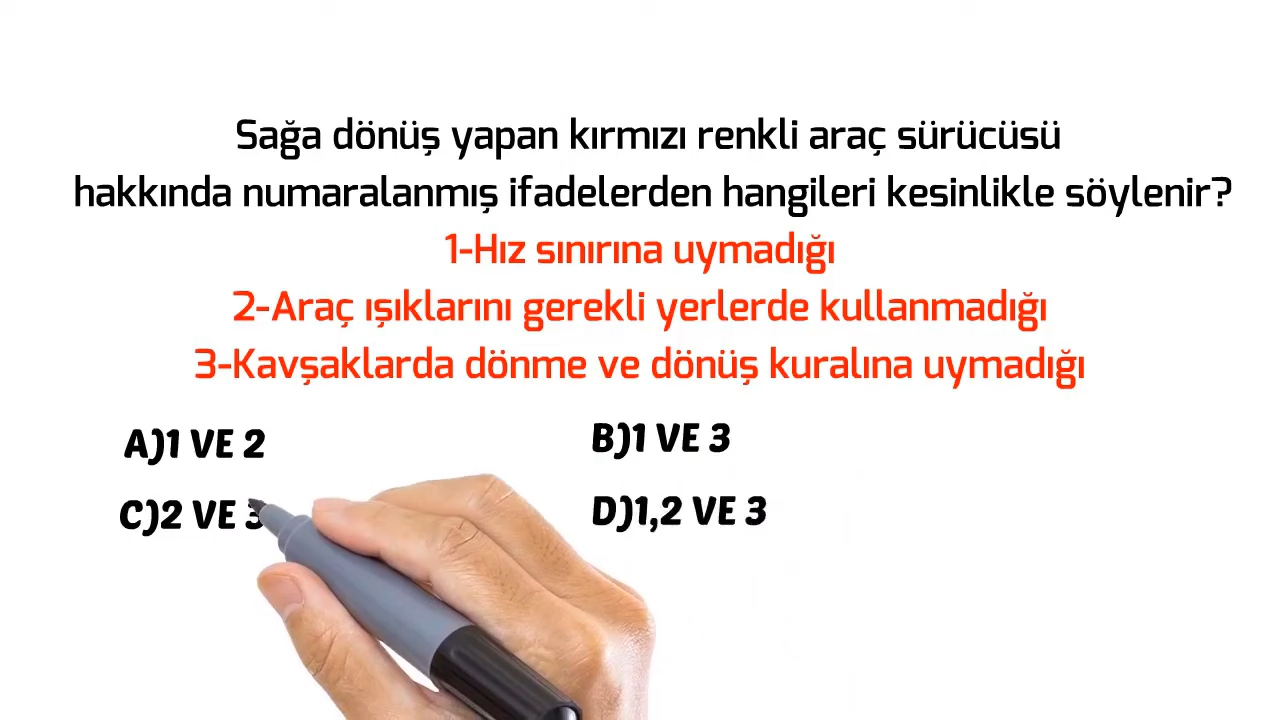 Sağa dönüş yapan kırmızı renkli araç sürücüsü
hakkında numaralanmış ifadelerden hangileri kesinlikle söylenir?
1-Hız sınırına uymadığı
2-Araç ışıklarını gerekli yerlerde kullanmadığı
3-Kavşaklarda dönme ve dönüş kuralına uymadığı
A)1 VE 2
B)1 VE 3
C)2 VE 3
D)1,2 VE 3